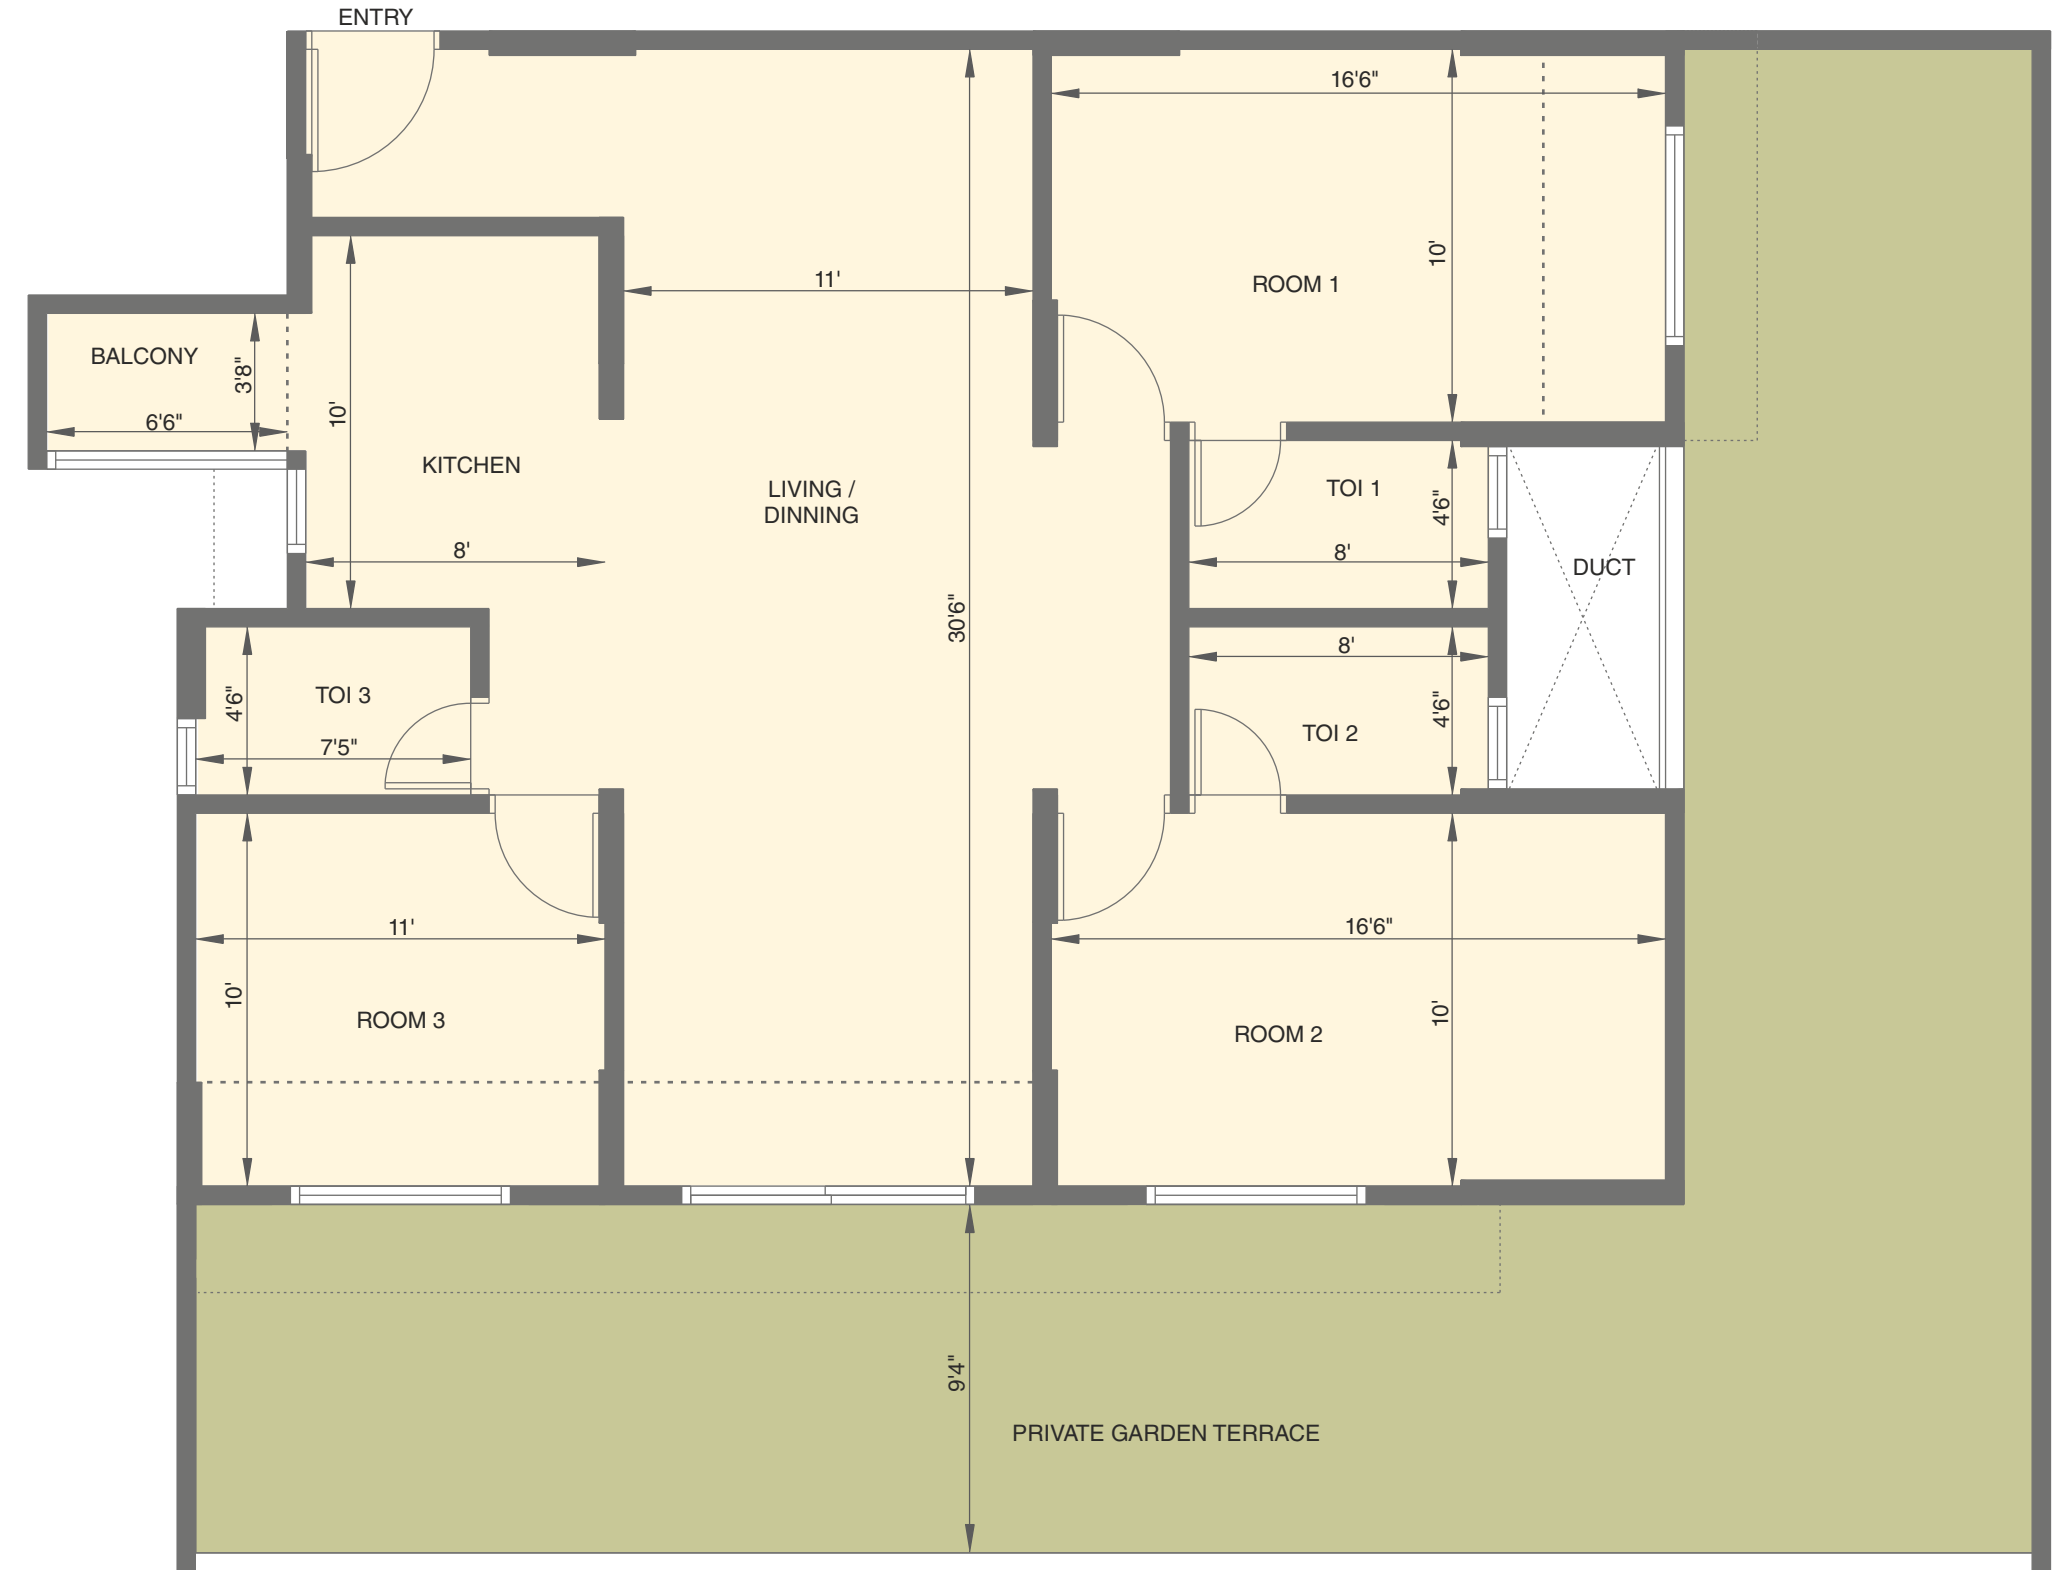 ENTRY
16'6"
10'
ROOM 1
11'
BALCONY
3'8"
6'6"
10'
KITCHEN
8'
LIVING /
DINNING
30'6"
TOI 1
4'6"
8'
DUCT
8'
TOI 2
4'6"
TOI 3
4'6"
7'5"
11'
10'
ROOM 3
16'6"
10'
ROOM 2
9'4"
PRIVATE GARDEN TERRACE